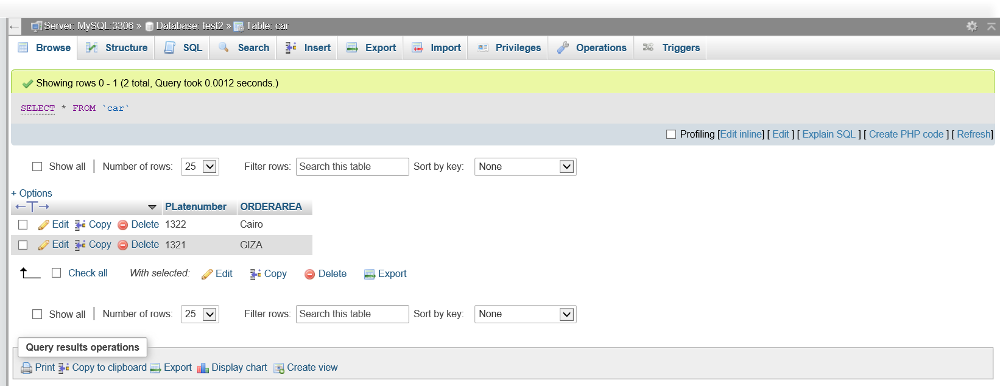 ← Server: MySQL:3306 » Database: test2 » Table: car
Browse Structure SQL Search Insert Export Import Privileges Operations Triggers
Showing rows 0 - 1 (2 total, Query took 0.0012 seconds.)
SELECT * FROM `car`
Profiling [Edit inline] [ Edit ] [ Explain SQL ] [ Create PHP code ] [ Refresh]
Show all | Number of rows: 25 Filter rows: Search this table Sort by key: None
+ Options
←T→ PLatenumber ORDERAREA
Edit Copy Delete 1322 Cairo
Edit Copy Delete 1321 GIZA
Check all With selected: Edit Copy Delete Export
Show all | Number of rows: 25 Filter rows: Search this table Sort by key: None
Query results operations
Print Copy to clipboard Export Display chart Create view